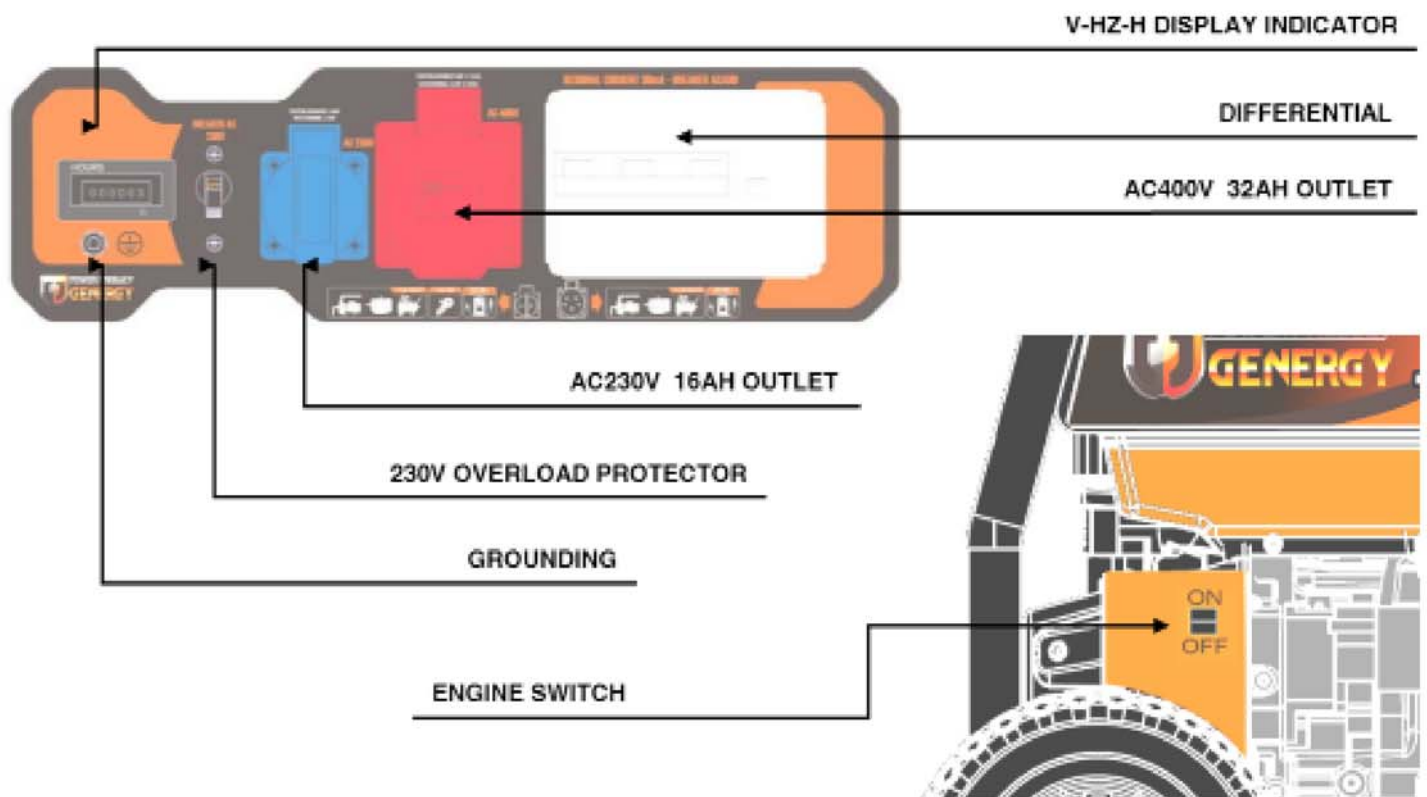 V-HZ-H DISPLAY INDICATOR
DIFFERENTIAL
AC400V 32AH OUTLET
HOURS
GENERGY
AC230V 16AH OUTLET
230V OVERLOAD PROTECTOR
GROUNDING
ENGINE SWITCH
GENERGY
ON
OFF